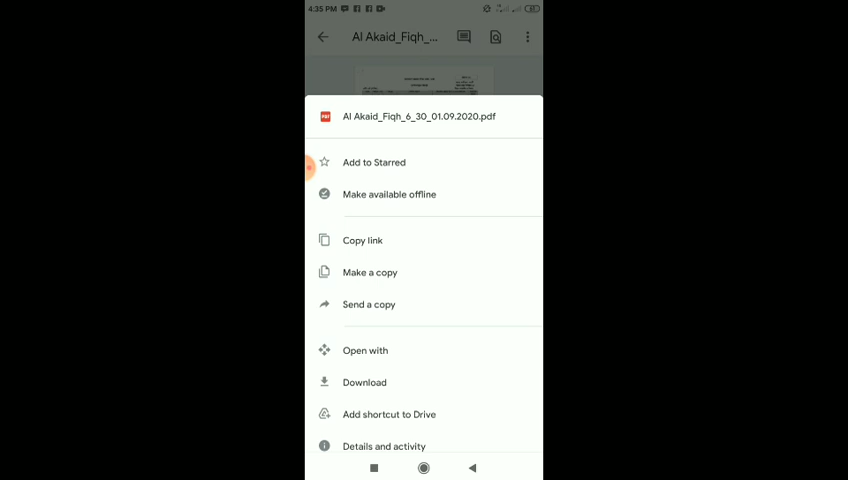 4:35 PM
Al Akaid_Fiqh_...
PDF
Al Akaid_Fiqh_6_30_01.09.2020.pdf
Add to Starred
Make available offline
Copy link
Make a copy
Send a copy
Open with
Download
Add shortcut to Drive
Details and activity